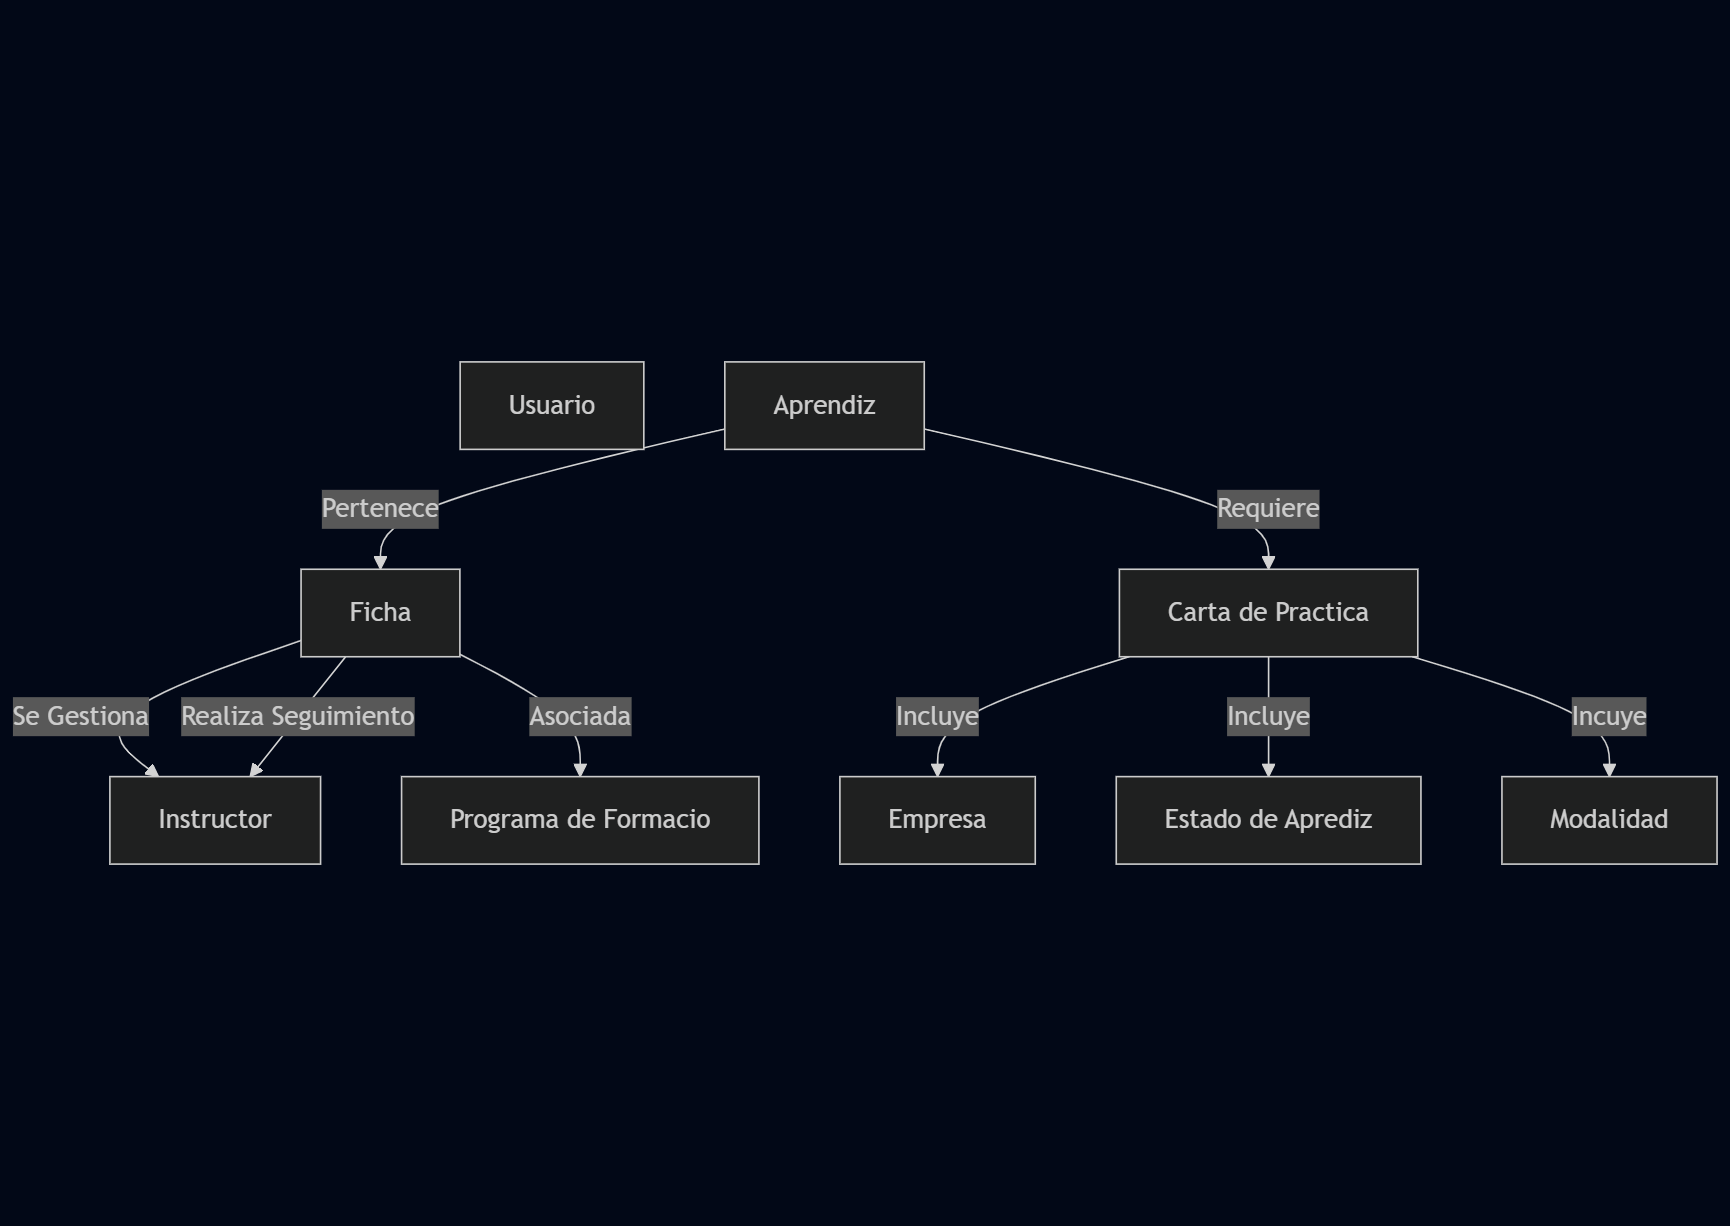 Usuario
Aprendiz
Pertenece
Requiere
Ficha
Carta de Practica
Se Gestiona
Realiza Seguimiento
Asociada
Incluye
Incluye
Incuye
Instructor
Programa de Formacio
Empresa
Estado de Aprediz
Modalidad